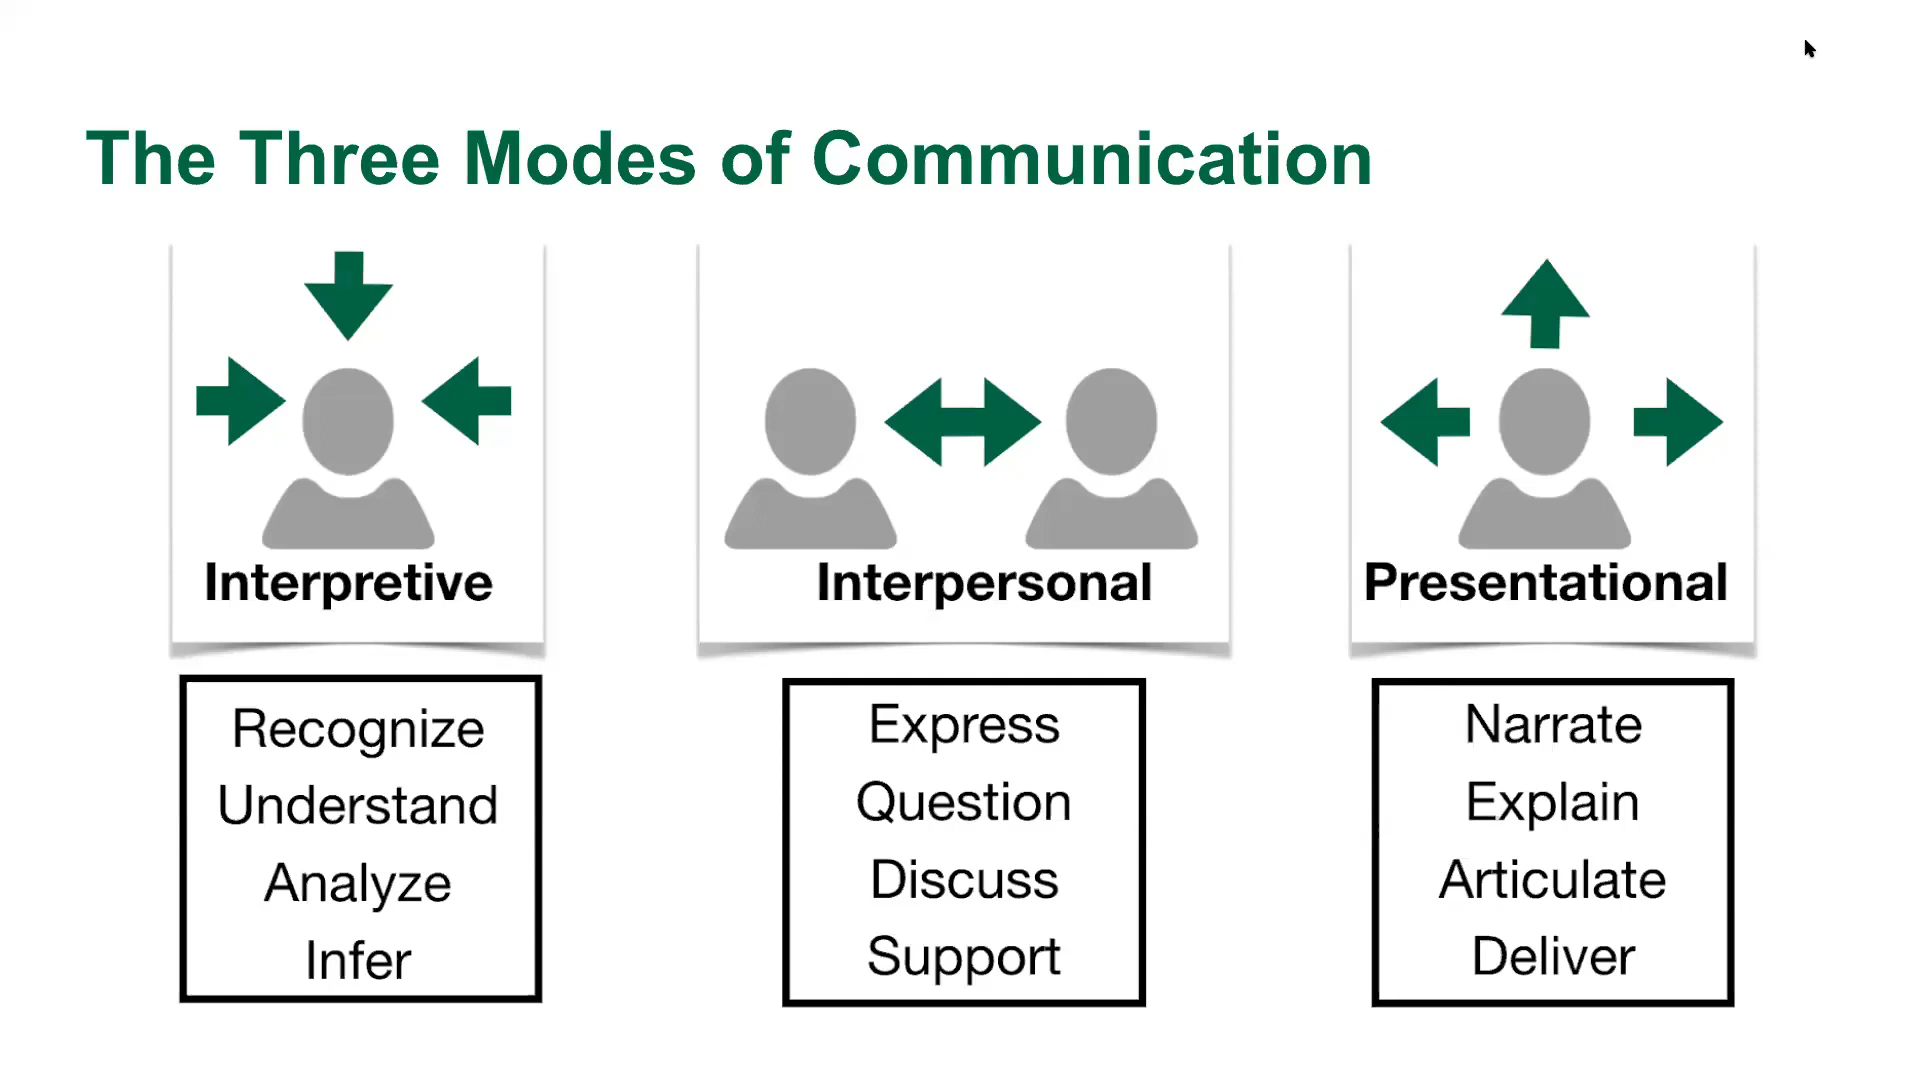 The Three Modes of Communication
Interpretive
Recognize
Understand
Analyze
Infer
Interpersonal
Express
Question
Discuss
Support
Presentational
Narrate
Explain
Articulate
Deliver